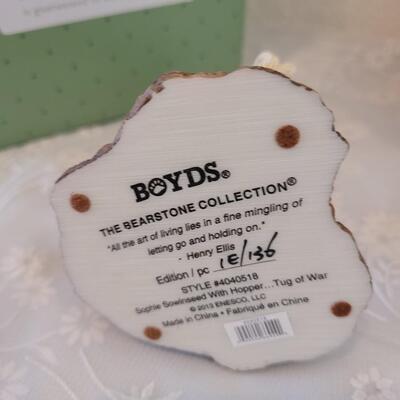 BOYDS®
THE BEARSTONE COLLECTION®
"All the art of living lies in a fine mingling of
letting go and holding on."
- Henry Ellis
Edition / pc 1E/136
STYLE #4040518
Sophie Sowinseed With Hopper...Tug of War
© 2013 ENESCO, LLC
Made in China • Fabriqué en Chine